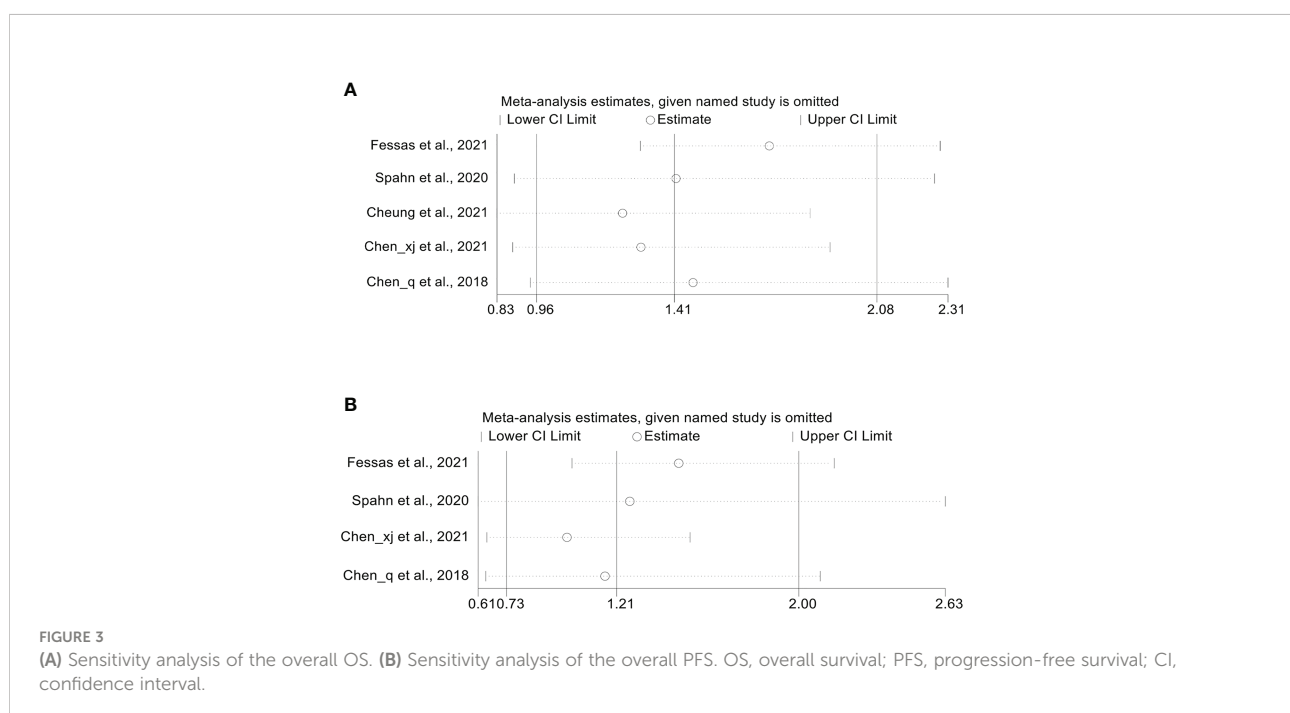 A
Meta-analysis estimates, given named study is omitted
Lower CI Limit Estimate Upper CI Limit
Fessas et al., 2021
Spahn et al., 2020
Cheung et al., 2021
Chen_xj et al., 2021
Chen_q et al., 2018
0.83 0.96 1.41 2.08 2.31
B
Meta-analysis estimates, given named study is omitted
Lower CI Limit Estimate Upper CI Limit
Fessas et al., 2021
Spahn et al., 2020
Chen_xj et al., 2021
Chen_q et al., 2018
0.61 0.73 1.21 2.00 2.63
FIGURE 3
(A) Sensitivity analysis of the overall OS. (B) Sensitivity analysis of the overall PFS. OS, overall survival; PFS, progression-free survival; CI,
confidence interval.